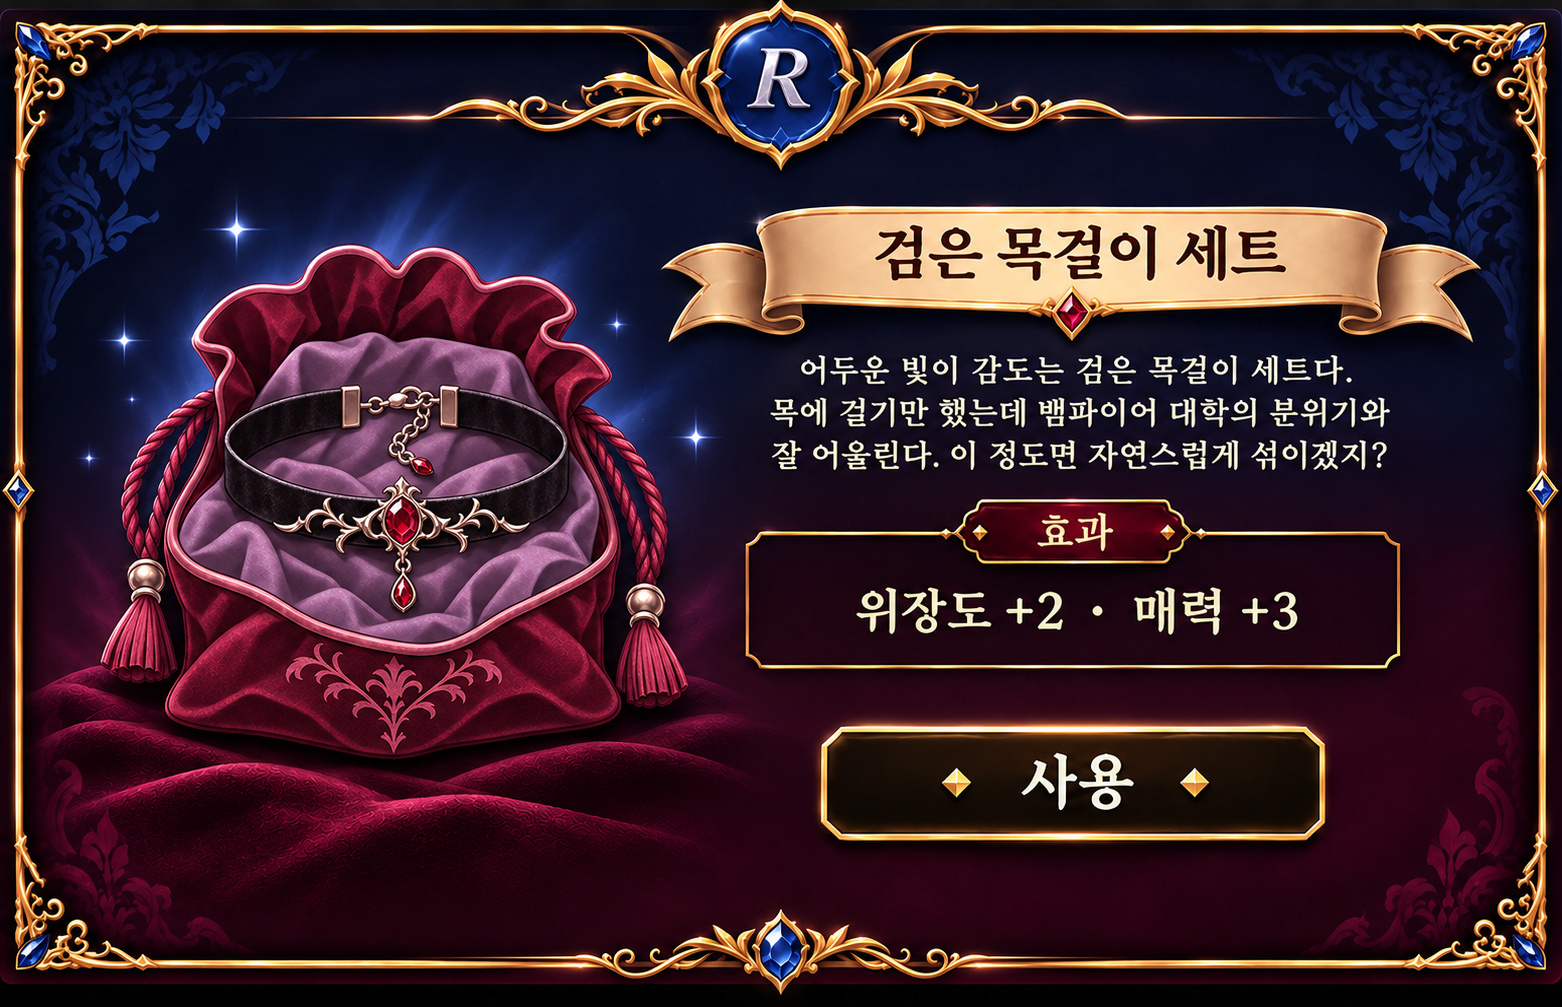 R
검은 목걸이 세트
어두운 빛이 감도는 검은 목걸이 세트다.
목에 걸기만 했는데 뱀파이어 대학의 분위기와
잘 어울린다. 이 정도면 자연스럽게 섞이겠지?
효과
위장도 +2 · 매력 +3
사용